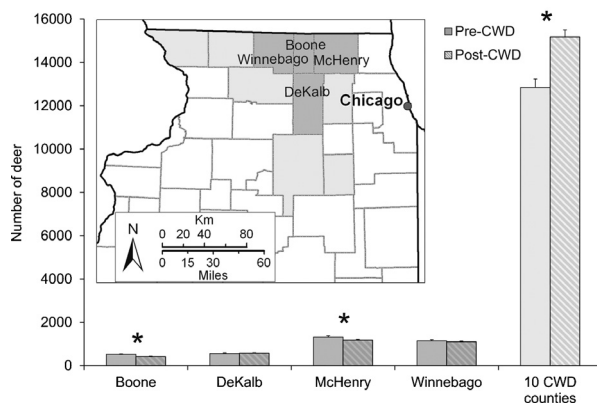 16000
14000
12000
10000
8000
6000
4000
2000
0
Number of deer
Boone
Winnebago McHenry
DeKalb
Chicago
N
Km
0 20 40 80
0 15 30 60
Miles
Pre-CWD
Post-CWD
*
*
*
Boone DeKalb McHenry Winnebago 10 CWD
counties